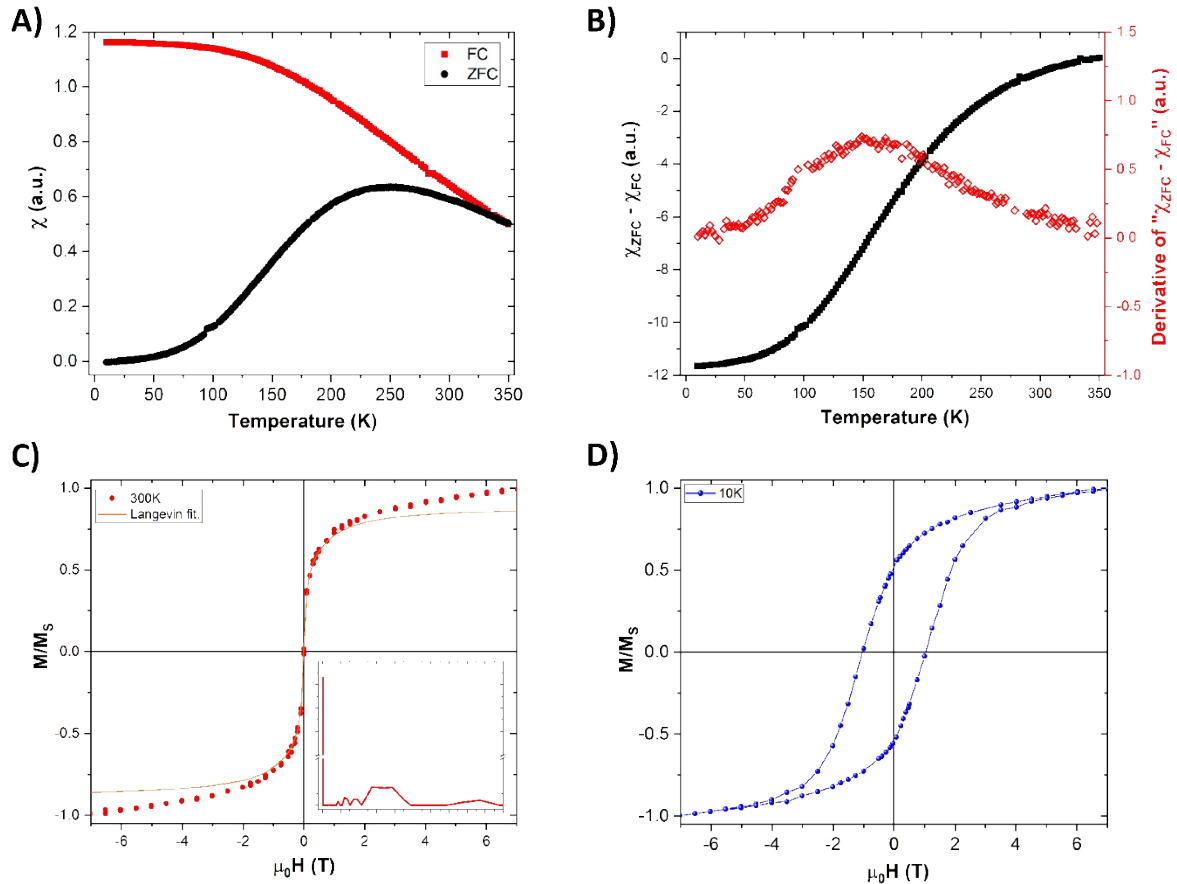 A)
1.2
1.0
0.8
0.6
0.4
0.2
0.0
χ (a.u.)
FC
ZFC
0 50 100 150 200 250 300 350
Temperature (K)
B)
0
-2
-4
-6
-8
-10
-12
χZFC - χFC (a.u.)
1.5
1.0
0.5
0.0
-0.5
-1.0
Derivative of "χZFC - χFC" (a.u.)
0 50 100 150 200 250 300 350
Temperature (K)
C)
1.0
0.5
0.0
-0.5
-1.0
M/MS
300K
Langevin fit.
-6 -4 -2 0 2 4 6
μ0H (T)
D)
1.0
0.5
0.0
-0.5
-1.0
M/MS
10K
-6 -4 -2 0 2 4 6
μ0H (T)